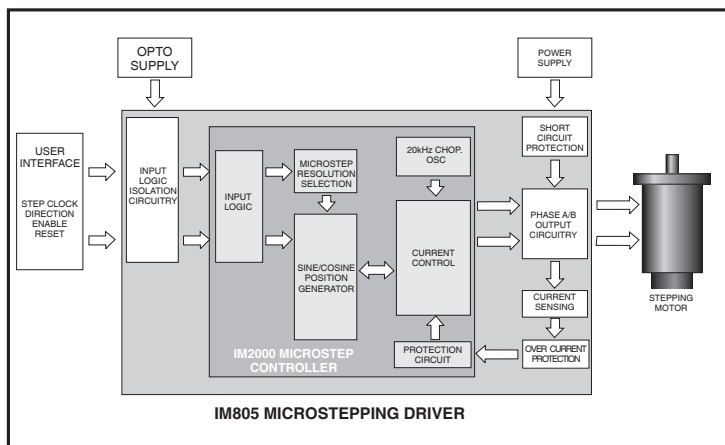 OPTO
SUPPLY
POWER
SUPPLY
USER
INTERFACE
STEP CLOCK
DIRECTION
ENABLE
RESET
INPUT
LOGIC
ISOLATION
CIRCUITRY
INPUT
LOGIC
MICROSTEP
RESOLUTION
SELECTION
20kHz CHOP.
OSC
SHORT
CIRCUIT
PROTECTION
SINE/COSINE
POSITION
GENERATOR
CURRENT
CONTROL
PHASE A/B
OUTPUT
CIRCUITRY
STEPPING
MOTOR
CURRENT
SENSING
IM2000 MICROSTEP
CONTROLLER
PROTECTION
CIRCUIT
OVER CURRENT
PROTECTION
IM805 MICROSTEPPING DRIVER